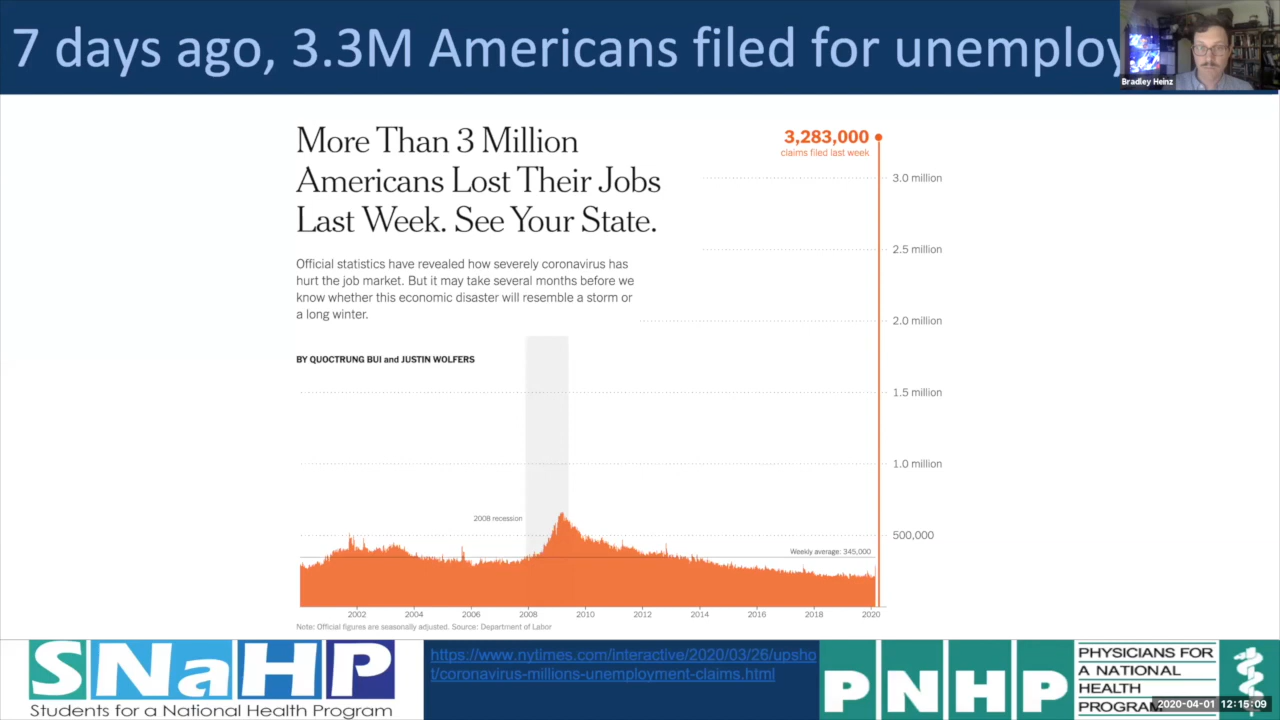 7 days ago, 3.3M Americans filed for unemploy
Bradley Heinz
More Than 3 Million
Americans Lost Their Jobs
Last Week. See Your State.
Official statistics have revealed how severely coronavirus has
hurt the job market. But it may take several months before we
know whether this economic disaster will resemble a storm or
a long winter.
BY QUOCTRUNG BUI and JUSTIN WOLFERS
3,283,000
claims filed last week
3.0 million
2.5 million
2.0 million
1.5 million
1.0 million
2008 recession
500,000
Weekly average: 345,000
2002 2004 2006 2008 2010 2012 2014 2016 2018 2020
Note: Official figures are seasonally adjusted. Source: Department of Labor
SNaHP
Students for a National Health Program
https://www.nytimes.com/interactive/2020/03/26/upsho
t/coronavirus-millions-unemployment-claims.html
PNHP
PHYSICIANS FOR
A NATIONAL
HEALTH
PROGRAM
2020-04-01 12:15:09